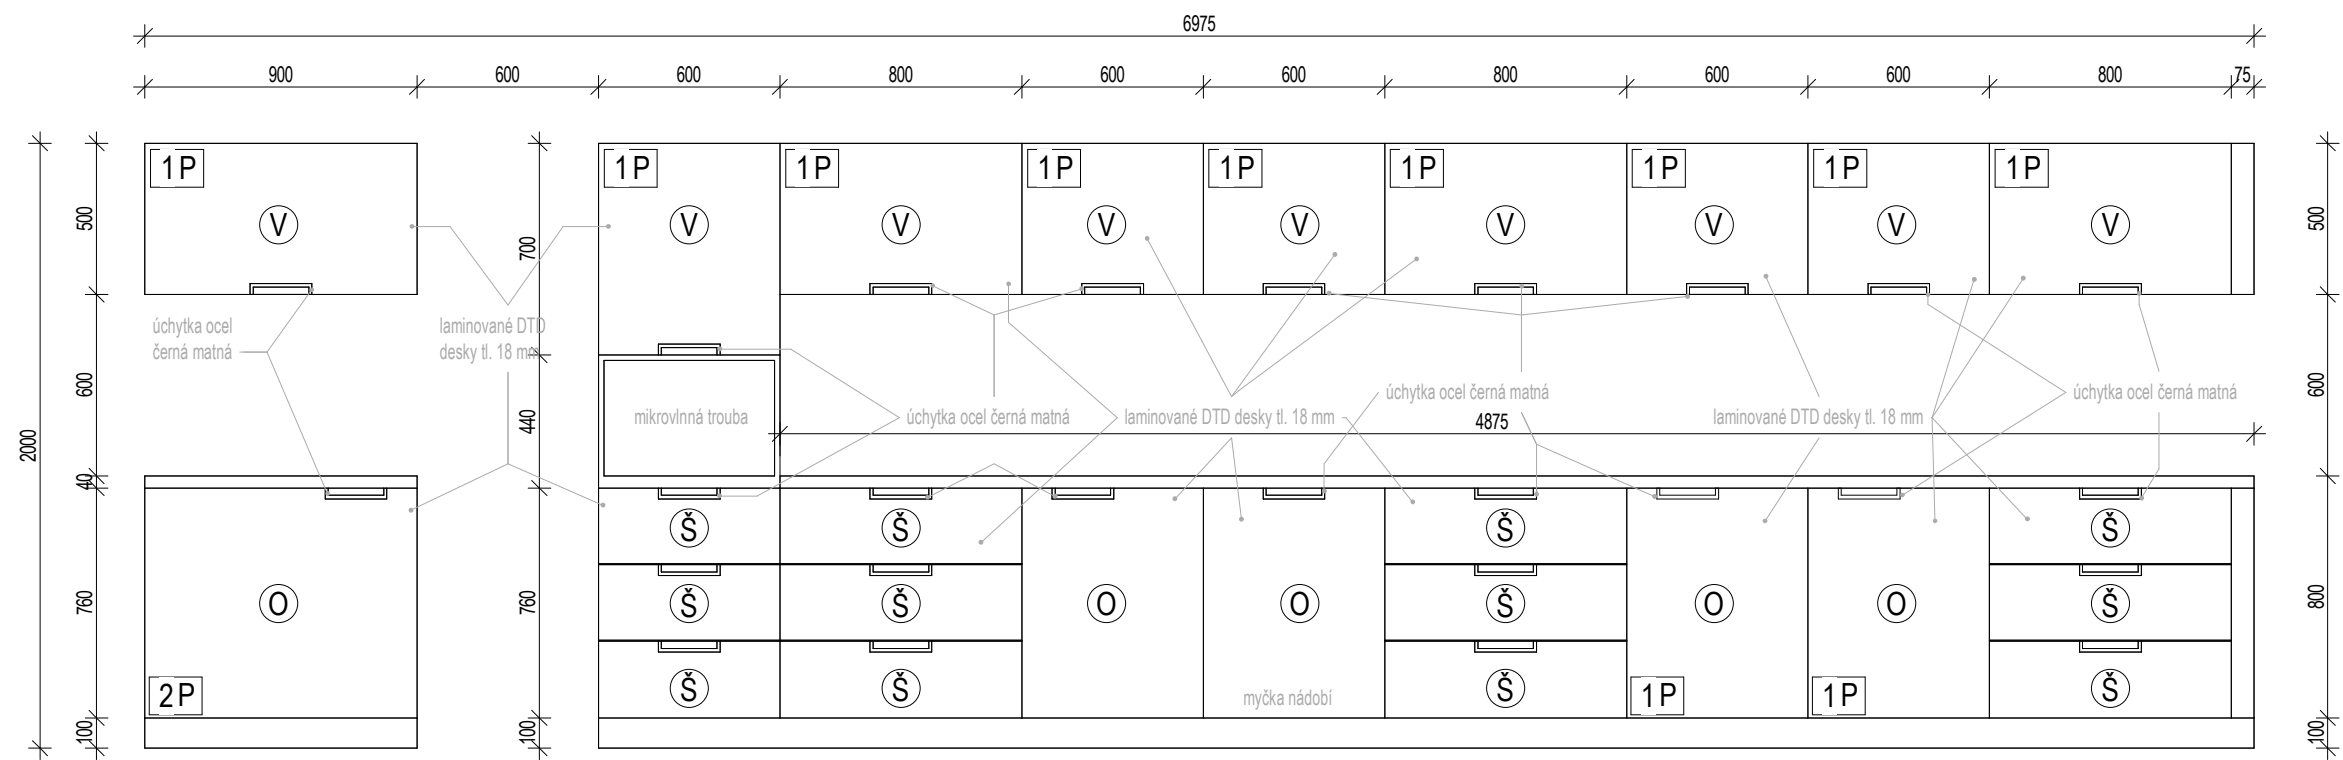 6975
900 600 600 800 600 600 800 600 600 800 75
1P 1P 1P 1P 1P 1P 1P 1P 1P
500 500
V V V V V V V V V
700
úchytka ocel
černá matná
laminované DTD
desky tl. 18 mm
600 600
2000
440
mikrovlnná trouba
úchytka ocel černá matná
laminované DTD desky tl. 18 mm
úchytka ocel černá matná
4875
laminované DTD desky tl. 18 mm
úchytka ocel černá matná
40
Š Š Š Š
760 760 800
O Š Š O O Š O O Š
2P Š Š myčka nádobí Š 1P 1P Š
100 100 100